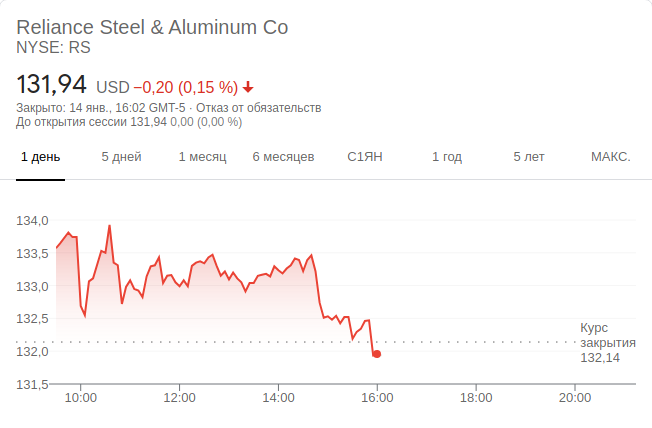 Reliance Steel & Aluminum Co
NYSE: RS
131,94 USD −0,20 (0,15 %)
Закрыто: 14 янв., 16:02 GMT-5 · Отказ от обязательств
До открытия сессии 131,94 0,00 (0,00 %)
1 день 5 дней 1 месяц 6 месяцев С1ЯН 1 год 5 лет МАКС.
134,0
133,5
133,0
132,5
Курс
закрытия
132,14
132,0
131,5
10:00 12:00 14:00 16:00 18:00 20:00